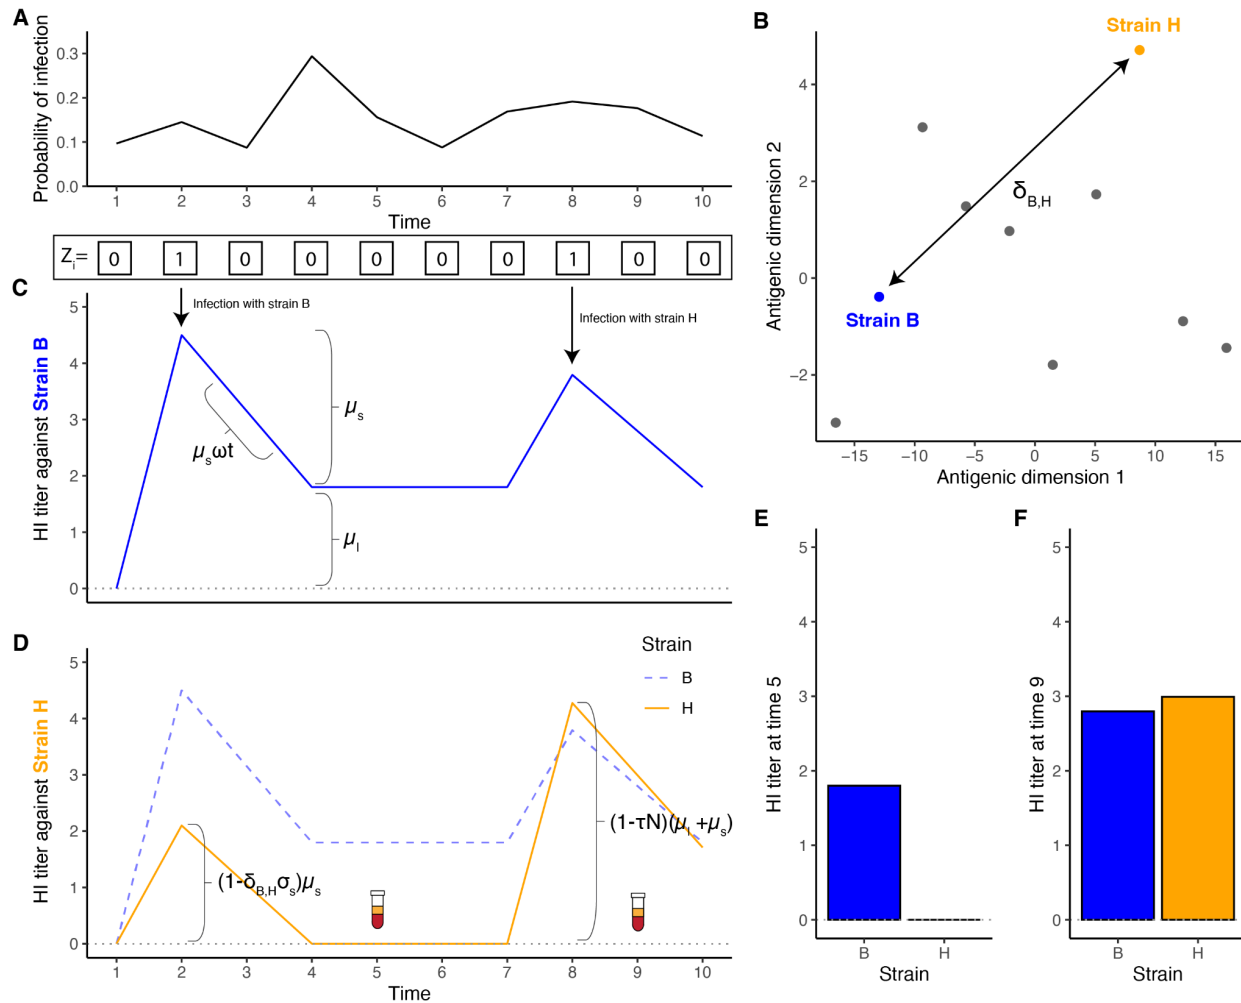 A
Probability of infection
0.3
0.2
0.1
0.0
1 2 3 4 5 6 7 8 9 10
Time
Zi= 0 1 0 0 0 0 0 1 0 0
B
Strain H
Antigenic dimension 2
4
2
0
−2
δB,H
Strain B
−15 −10 −5 0 5 10 15
Antigenic dimension 1
C
HI titer against Strain B
5
4
3
2
1
0
Infection with strain B
Infection with strain H
μs
μsωt
μl
D
HI titer against Strain H
5
4
3
2
1
0
Strain
B
H
(1-δB,Hσs)μs
(1-τN)(μl +μs)
1 2 3 4 5 6 7 8 9 10
Time
E
HI titer at time 5
5
4
3
2
1
0
B H
Strain
F
HI titer at time 9
5
4
3
2
1
0
B H
Strain